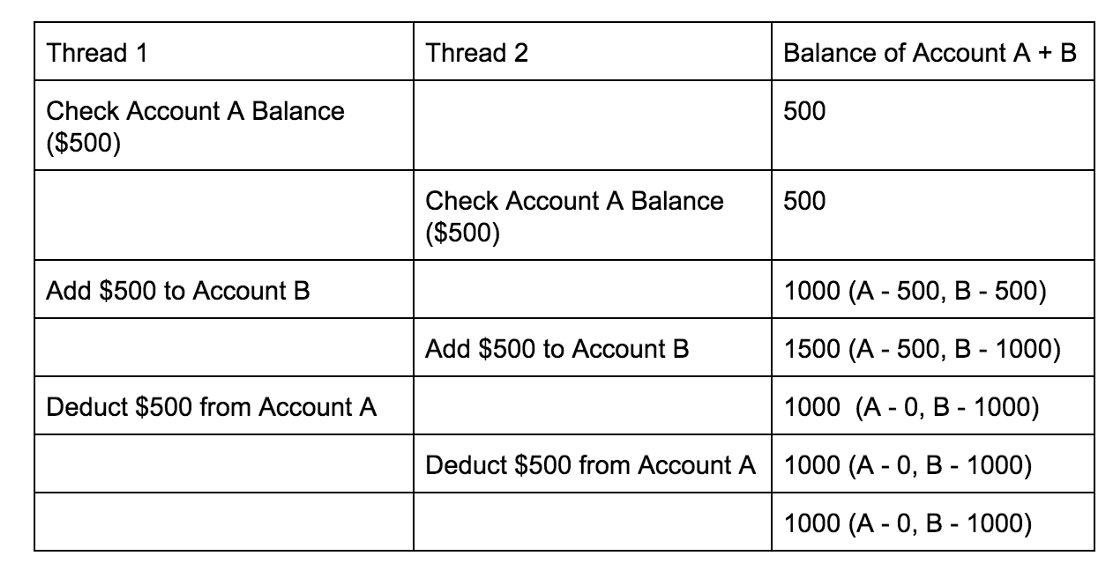 Thread 1
Thread 2
Balance of Account A + B
Check Account A Balance
($500)
500
Check Account A Balance
($500)
500
Add $500 to Account B
1000 (A - 500, B - 500)
Add $500 to Account B
1500 (A - 500, B - 1000)
Deduct $500 from Account A
1000  (A - 0, B - 1000)
Deduct $500 from Account A
1000 (A - 0, B - 1000)
1000 (A - 0, B - 1000)